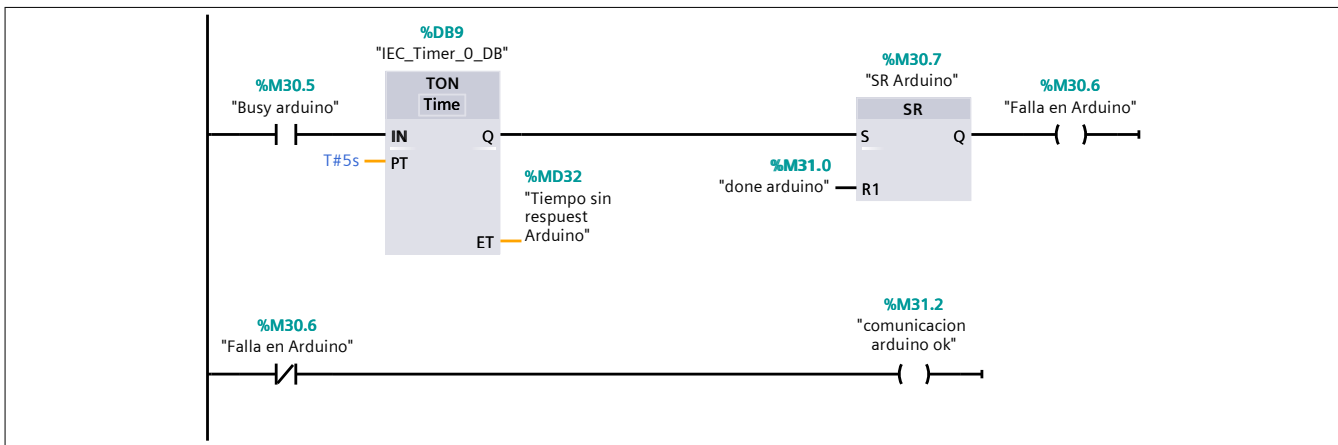 %DB9
"IEC_Timer_0_DB"
%M30.5
"Busy arduino"
TON
Time
IN
Q
T#5s
PT
%MD32
"Tiempo sin
respuest
Arduino"
ET
%M30.7
"SR Arduino"
SR
S
Q
%M31.0
"done arduino"
R1
%M30.6
"Falla en Arduino"
%M30.6
"Falla en Arduino"
%M31.2
"comunicacion
arduino ok"